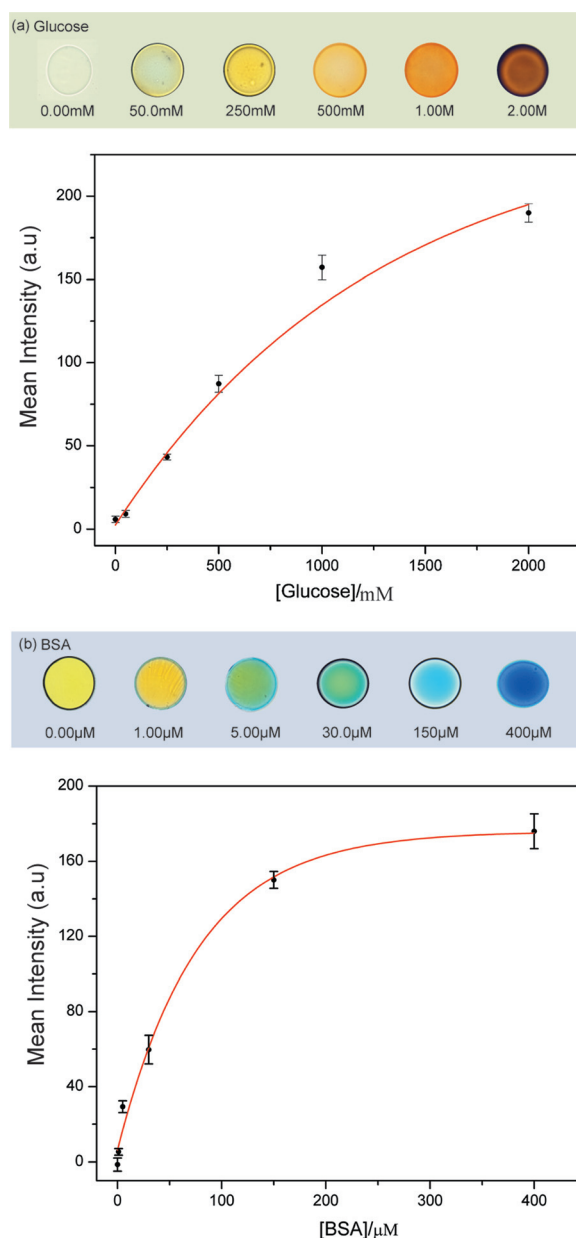 (a) Glucose
0.00mM 50.0mM 250mM 500mM 1.00M 2.00M
200
150
100
50
0
Mean Intensity (a.u)
0 500 1000 1500 2000
[Glucose]/mM
(b) BSA
0.00µM 1.00µM 5.00µM 30.0µM 150µM 400µM
200
160
120
80
40
0
Mean Intensity (a.u)
0 100 200 300 400
[BSA]/µM